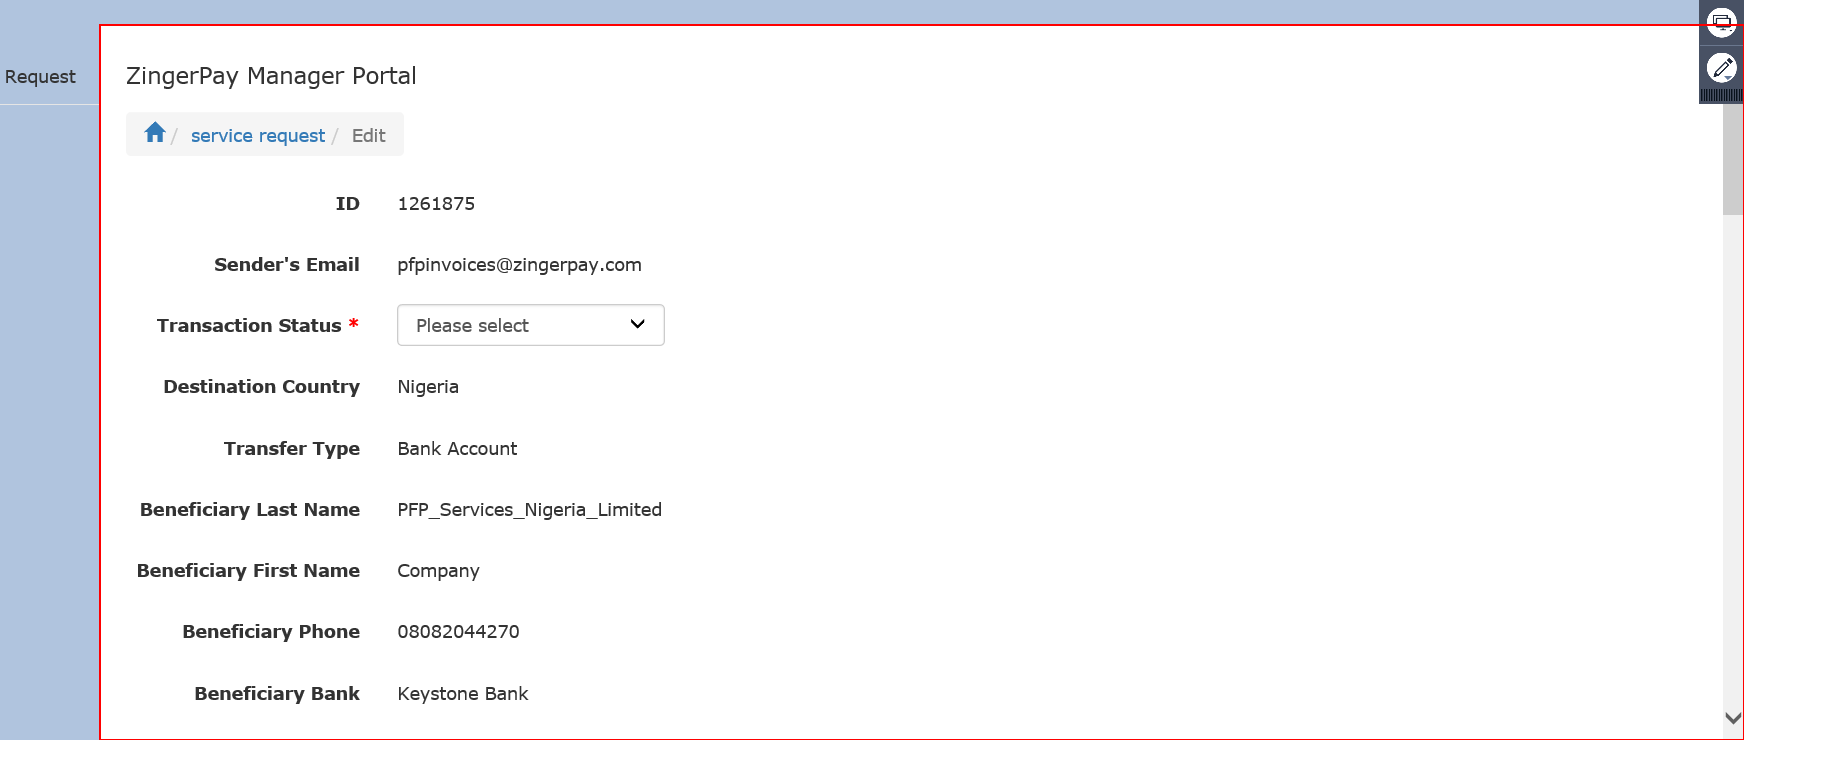 Request
ZingerPay Manager Portal
/ service request / Edit
ID 1261875
Sender's Email pfpinvoices@zingerpay.com
Transaction Status * Please select
Destination Country Nigeria
Transfer Type Bank Account
Beneficiary Last Name PFP_Services_Nigeria_Limited
Beneficiary First Name Company
Beneficiary Phone 08082044270
Beneficiary Bank Keystone Bank